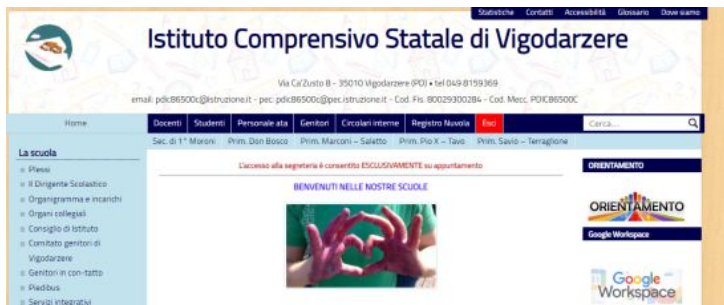 Statistiche Contatti Accessibilità Glossario Dove siamo
Istituto Comprensivo Statale di Vigodarzere
Via Ca'Zusto 8 - 35010 Vigodarzere (PD) • tel 049 8159369
email: pdic86500c@istruzione.it - pec: pdic86500c@pec.istruzione.it - Cod. Fis. 80029300284 - Cod. Mecc. PDIC86500C
Home Docenti Studenti Personale ata Genitori Circolari interne Registro Nuvola Esci Cerca...
Sec. di 1° Moroni Prim. Don Bosco Prim. Marconi – Saletto Prim. Pio X – Tavo Prim. Savio – Terraglione
La scuola
Plessi
Il Dirigente Scolastico
Organigramma e incarichi
Organi collegiali
Consiglio di Istituto
Comitato genitori di
Vigodarzere
Genitori in con-tatto
Piedibus
Servizi integrativi
L'accesso alla segreteria è consentito ESCLUSIVAMENTE su appuntamento
BENVENUTI NELLE NOSTRE SCUOLE
ORIENTAMENTO
ORIENTAMENTO
Google Workspace
Google
Workspace